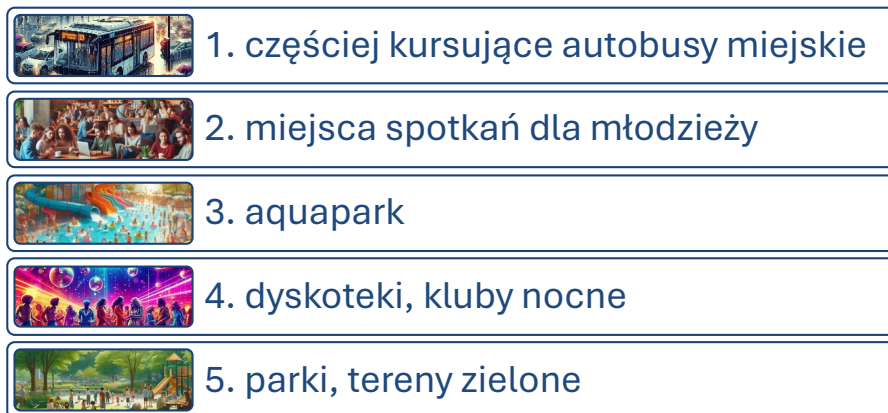 1. częściej kursujące autobusy miejskie
2. miejsca spotkań dla młodzieży
3. aquapark
4. dyskoteki, kluby nocne
5. parki, tereny zielone